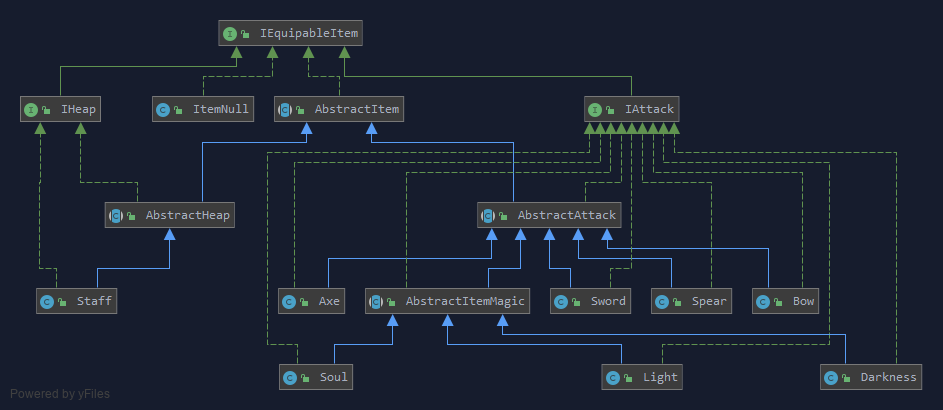 IEquipableItem
IHeap
ItemNull
AbstractItem
IAttack
AbstractHeap
AbstractAttack
Staff
Axe
AbstractItemMagic
Sword
Spear
Bow
Soul
Light
Darkness
Powered by yFiles